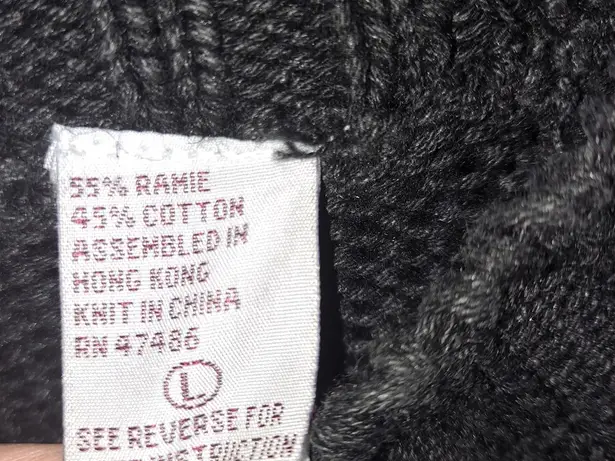 55% RAMIE
45% COTTON
ASSEMBLED IN
HONG KONG
KNIT IN CHINA
RN 47486
L
SEE REVERSE FOR